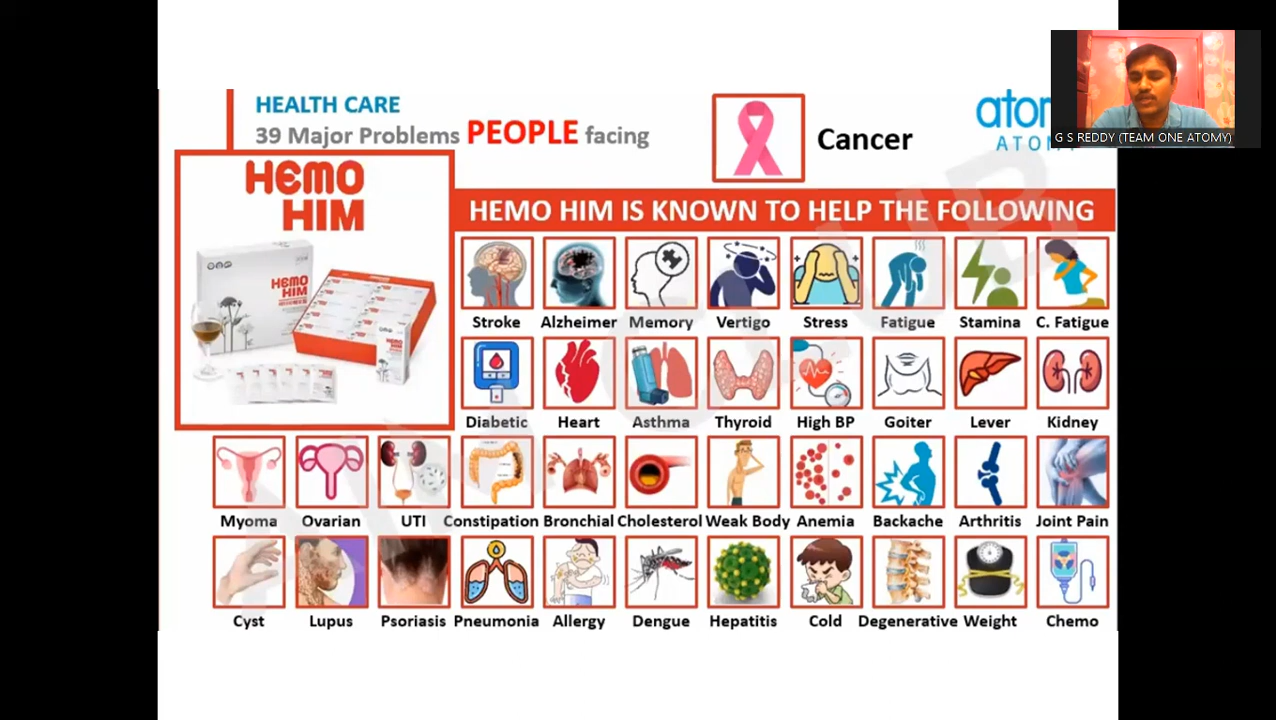 HEALTH CARE
39 Major Problems PEOPLE facing
Cancer
ATOMY
G S REDDY (TEAM ONE ATOMY)
HEMO
HIM
HEMO HIM IS KNOWN TO HELP THE FOLLOWING
HEMO
HIM
Stroke Alzheimer Memory Vertigo Stress Fatigue Stamina C. Fatigue
Diabetic Heart Asthma Thyroid High BP Goiter Lever Kidney
Myoma Ovarian UTI Constipation Bronchial Cholesterol Weak Body Anemia Backache Arthritis Joint Pain
Cyst Lupus Psoriasis Pneumonia Allergy Dengue Hepatitis Cold Degenerative Weight Chemo